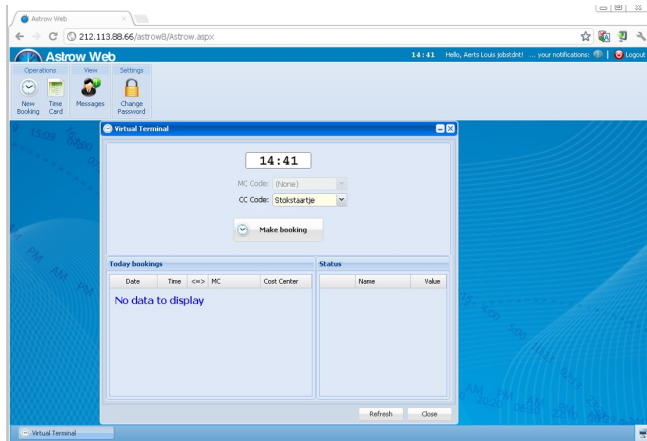 Astrow Web
212.113.88.66/astrow8/Astrow.aspx
Astrow Web
14:41 Hello, Aerts Louis jobstdnt! ... your notifications: Logout
Operations View Settings
New Booking
Time Card
Messages
Change Password
Virtual Terminal
14:41
MC Code: (None)
CC Code: Stokstaartje
Make booking
Today bookings Status
Date Time <=> MC Cost Center Name Value
No data to display
Refresh Close
Virtual Terminal